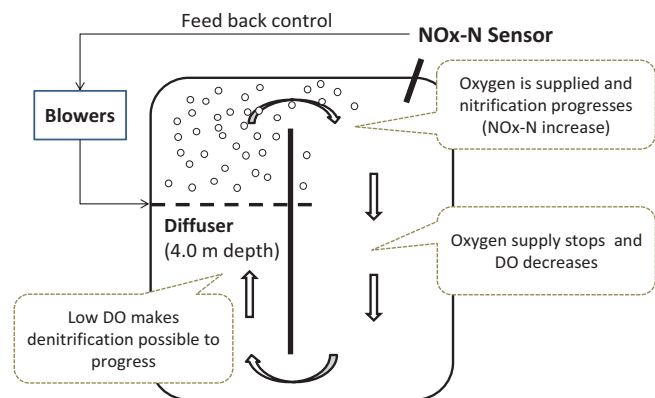 Feed back control
NOx-N Sensor
Blowers
Oxygen is supplied and
nitrification progresses
(NOx-N increase)
Diffuser
(4.0 m depth)
Oxygen supply stops and
DO decreases
Low DO makes
denitrification possible to
progress